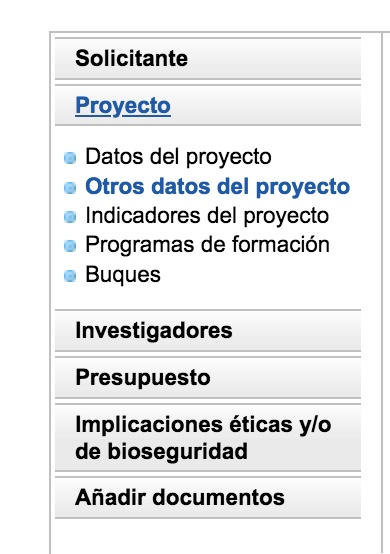 Solicitante
Proyecto
Datos del proyecto
Otros datos del proyecto
Indicadores del proyecto
Programas de formación
Buques
Investigadores
Presupuesto
Implicaciones éticas y/o
de bioseguridad
Añadir documentos